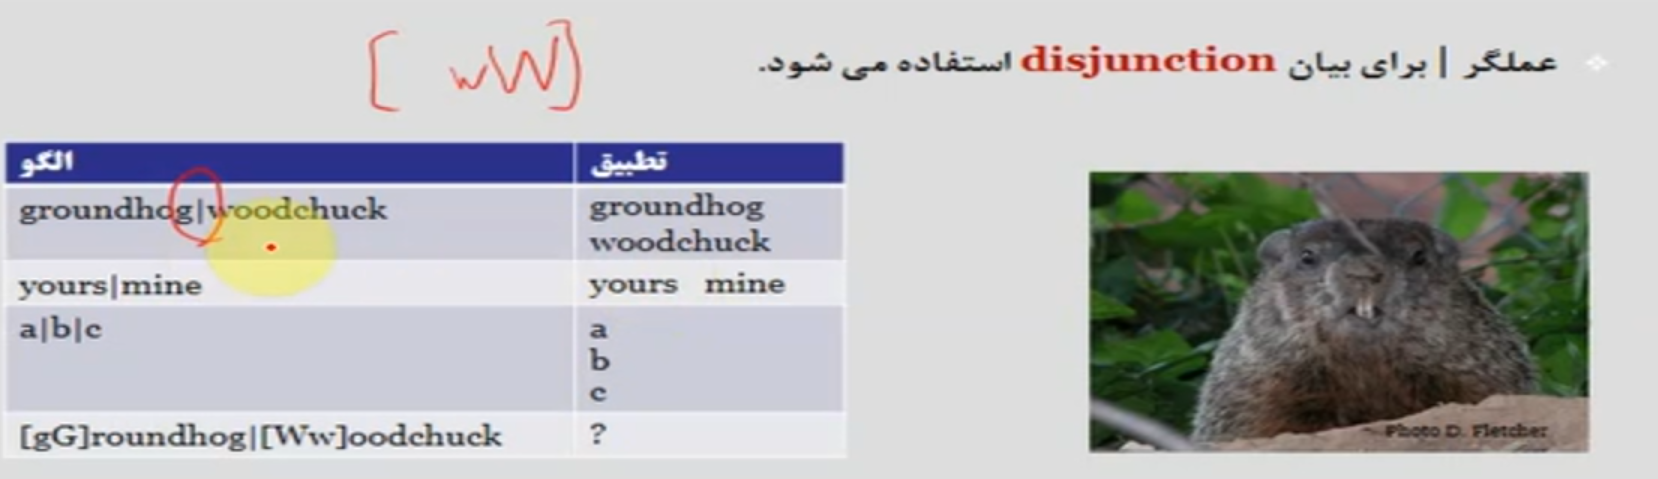 عملگر | برای بیان disjunction استفاده می شود.
[ wW]
الگو تطبیق
groundhog|woodchuck groundhog
woodchuck
yours|mine yours mine
a|b|c a
b
c
[gG]roundhog|[Ww]oodchuck ?
Photo D. Fletcher